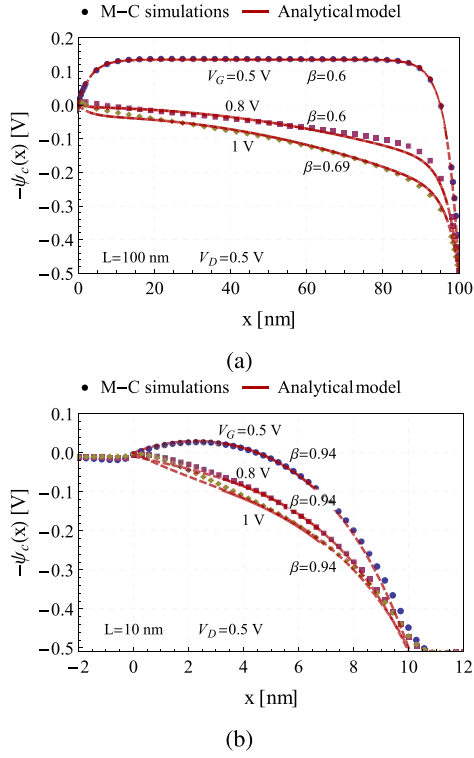 ● M−C simulations — Analytical model
0.2
0.1
0.0
−0.1
−0.2
−0.3
−0.4
−0.5
−ψc(x) [V]
VG=0.5 V β=0.6
0.8 V
β=0.6
1 V
β=0.69
L=100 nm VD=0.5 V
0 20 40 60 80 100
x [nm]
(a)
● M−C simulations — Analytical model
0.1
0.0
−0.1
−0.2
−0.3
−0.4
−0.5
−ψc(x) [V]
VG=0.5 V
β=0.94
0.8 V
β=0.94
1 V
β=0.94
L=10 nm VD=0.5 V
−2 0 2 4 6 8 10 12
x [nm]
(b)